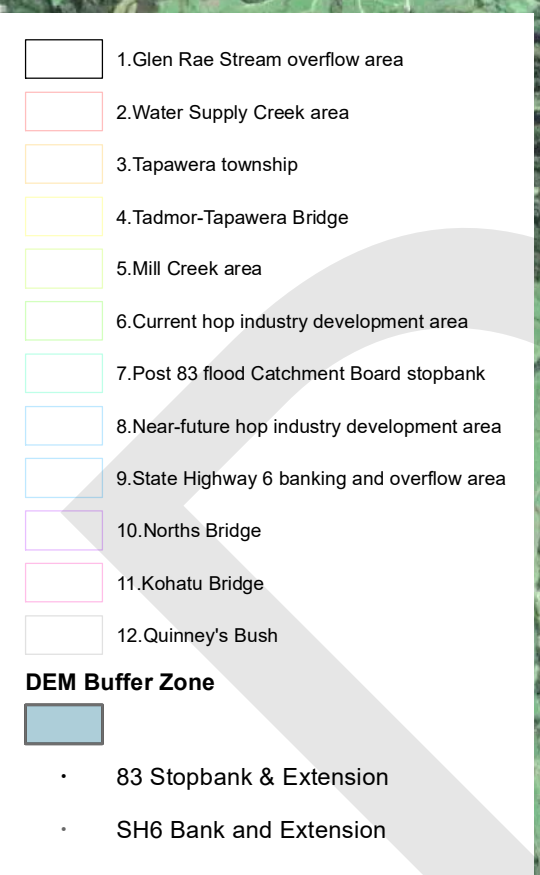 1.Glen Rae Stream overflow area
2.Water Supply Creek area
3.Tapawera township
4.Tadmor-Tapawera Bridge
5.Mill Creek area
6.Current hop industry development area
7.Post 83 flood Catchment Board stopbank
8.Near-future hop industry development area
9.State Highway 6 banking and overflow area
10.Norths Bridge
11.Kohatu Bridge
12.Quinney's Bush
DEM Buffer Zone
83 Stopbank & Extension
SH6 Bank and Extension